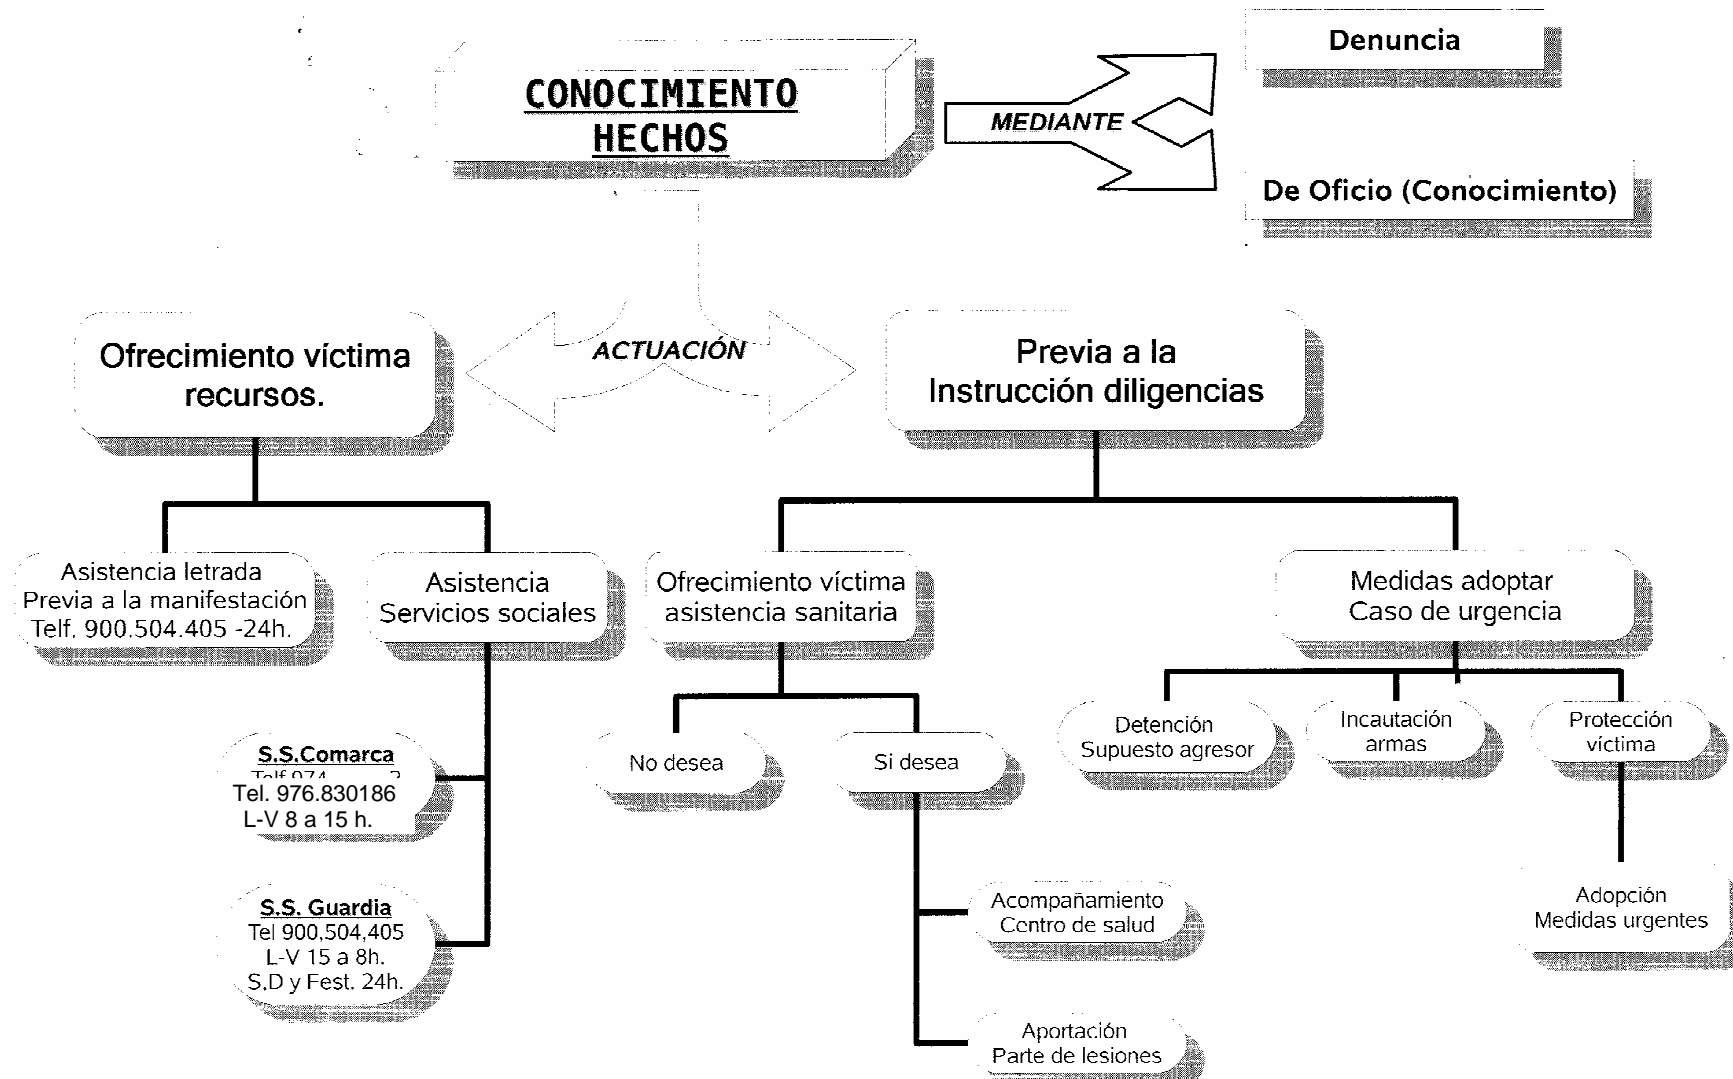 CONOCIMIENTO
HECHOS
MEDIANTE
Denuncia
De Oficio (Conocimiento)
ACTUACIÓN
Ofrecimiento víctima
recursos.
Previa a la
Instrucción diligencias
Asistencia letrada
Previa a la manifestación
Telf. 900.504.405 -24h.
Asistencia
Servicios sociales
Ofrecimiento víctima
asistencia sanitaria
Medidas adoptar
Caso de urgencia
S.S.Comarca
Tel. 976.830186
L-V 8 a 15 h.
S.S. Guardia
Tel 900,504,405
L-V 15 a 8h.
S,D y Fest. 24h.
No desea
Si desea
Acompañamiento
Centro de salud
Aportación
Parte de lesiones
Detención
Supuesto agresor
Incautación
armas
Protección
víctima
Adopción
Medidas urgentes